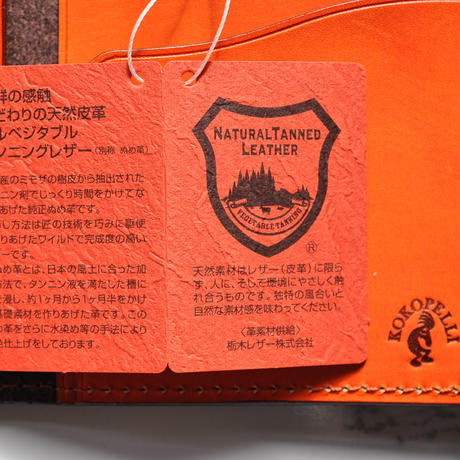 の感触
だわりの天然皮革
ベジタブル
ンニングレザー（別称 ぬめ革）
産のミモザの樹皮から抽出された
ンニン剤でじっくり時間をかけてな
あげた純正ぬめ革です。
し方法は匠の技術を巧みに駆使
りあげたワイルドで完成度の高い
ーです。
め革とは、日本の風土に合った加
方法で、タンニン液を満たした槽に
を浸し、約1ヶ月から1ヶ月半をかけ
礎素材を作りあげた革です。この
め革をさらに水染め等の手法により
色仕上げをしております。
NATURAL TANNED
LEATHER
VEGETABLE TANNING
®
天然素材はレザー（皮革）に限ら
ず、人に、そして環境にやさしく触
れ合うものです。独特の風合いと
自然な素材感を味わってください。
〈革素材供給〉
栃木レザー株式会社
KOKOPELLI